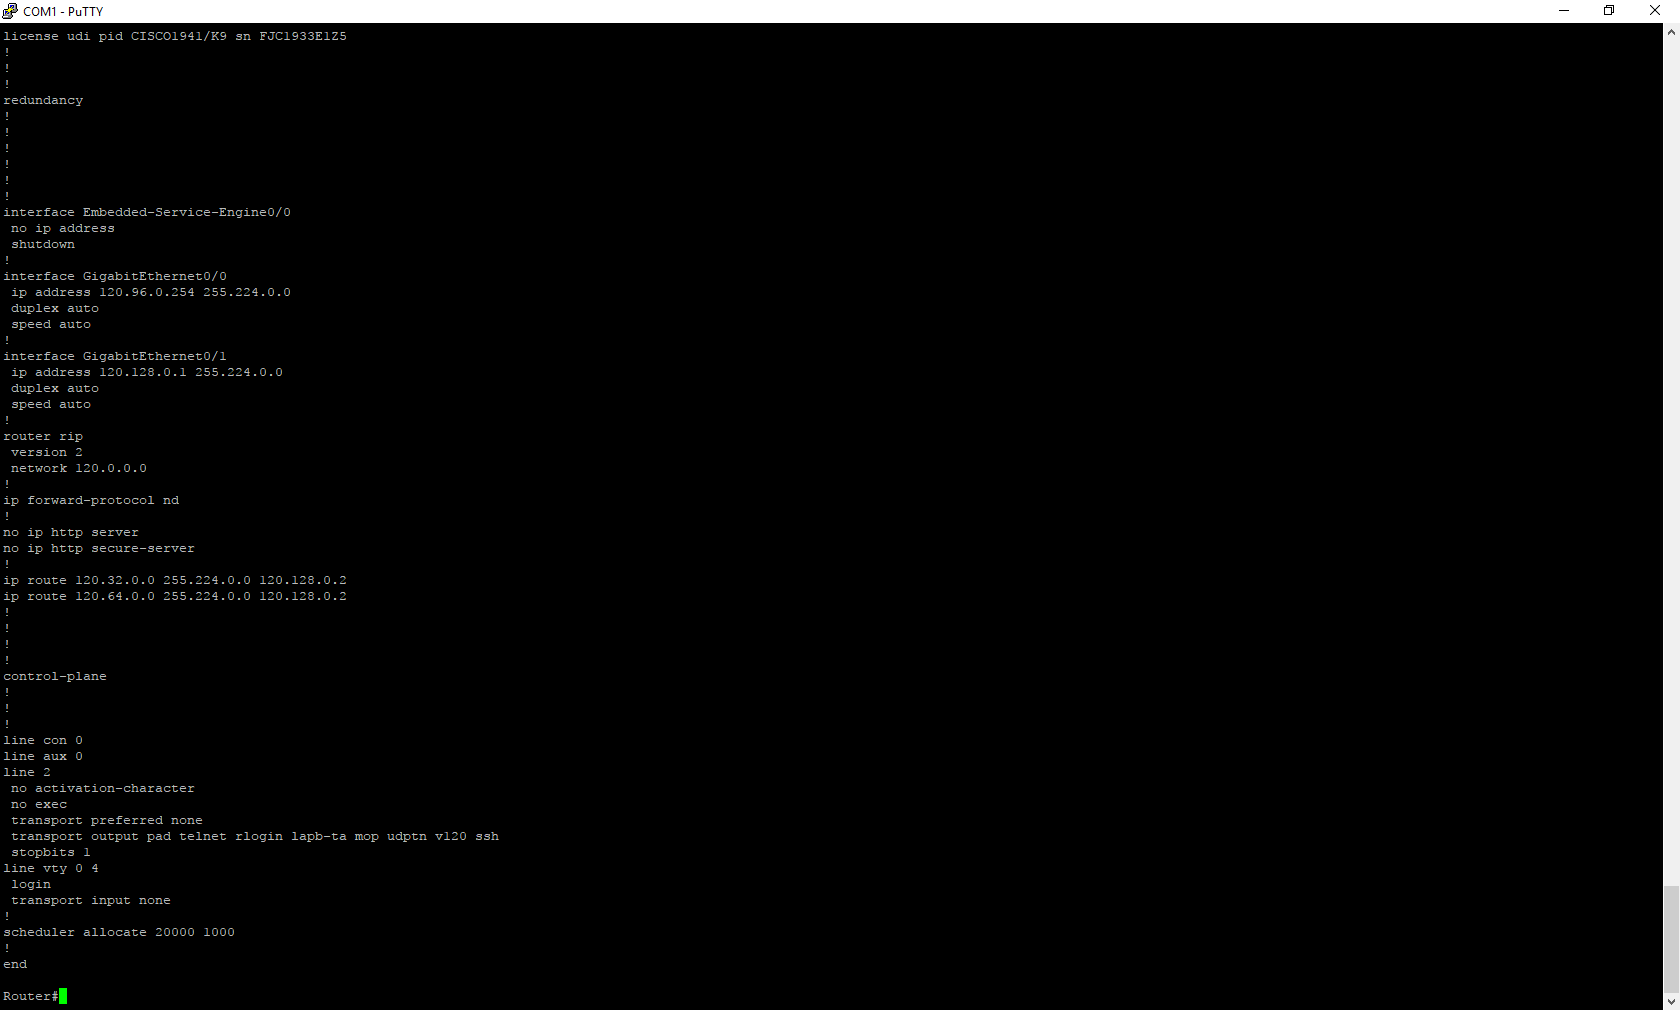 COM1 - PuTTY
license udi pid CISCO1941/K9 sn FJC1933E1Z5
!
!
!
redundancy
!
!
!
!
!
!
interface Embedded-Service-Engine0/0
 no ip address
 shutdown
!
interface GigabitEthernet0/0
 ip address 120.96.0.254 255.224.0.0
 duplex auto
 speed auto
!
interface GigabitEthernet0/1
 ip address 120.128.0.1 255.224.0.0
 duplex auto
 speed auto
!
router rip
 version 2
 network 120.0.0.0
!
ip forward-protocol nd
!
no ip http server
no ip http secure-server
!
ip route 120.32.0.0 255.224.0.0 120.128.0.2
ip route 120.64.0.0 255.224.0.0 120.128.0.2
!
!
!
!
control-plane
!
!
!
line con 0
line aux 0
line 2
 no activation-character
 no exec
 transport preferred none
 transport output pad telnet rlogin lapb-ta mop udptn v120 ssh
 stopbits 1
line vty 0 4
 login
 transport input none
!
scheduler allocate 20000 1000
!
end
Router#